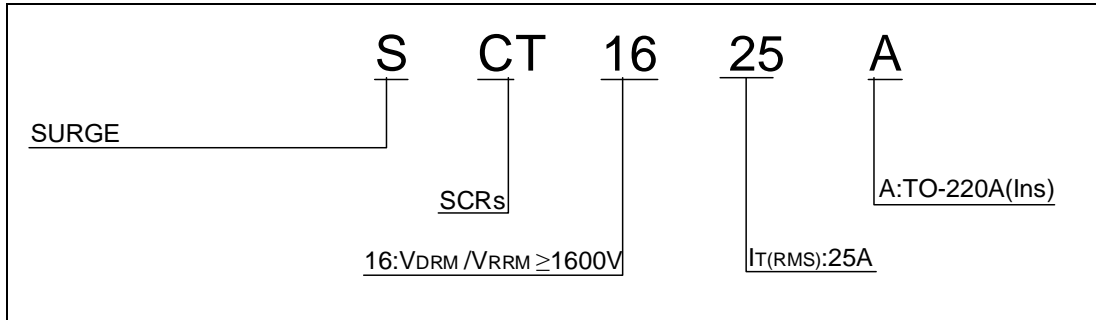 S CT 16 25 A
SURGE
A:TO-220A(Ins)
SCRs
16:VDRM /VRRM ≥1600V
IT(RMS):25A